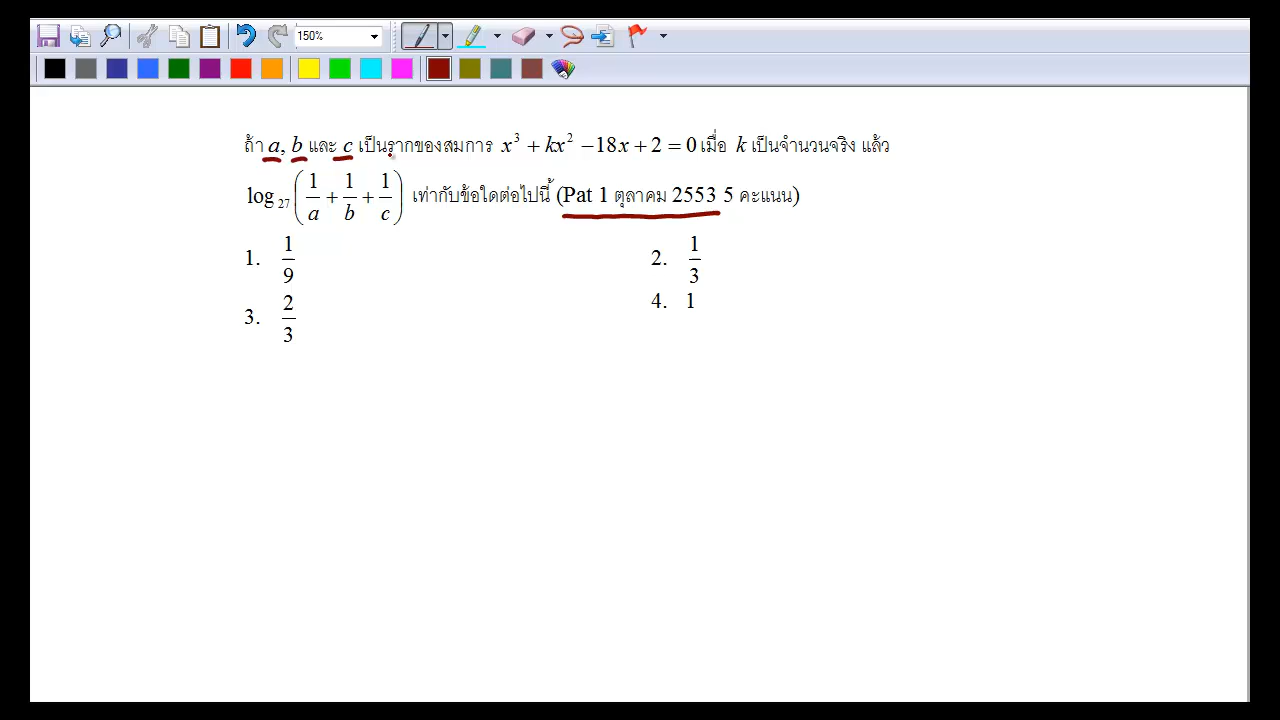 150%
ถ้า a, b และ c เป็นรากของสมการ x³ + kx² −18x + 2 = 0 เมื่อ k เป็นจำนวนจริง แล้ว
log₂₇(1/a + 1/b + 1/c) เท่ากับข้อใดต่อไปนี้ (Pat 1 ตุลาคม 2553 5 คะแนน)
1. 1/9 2. 1/3
3. 2/3 4. 1